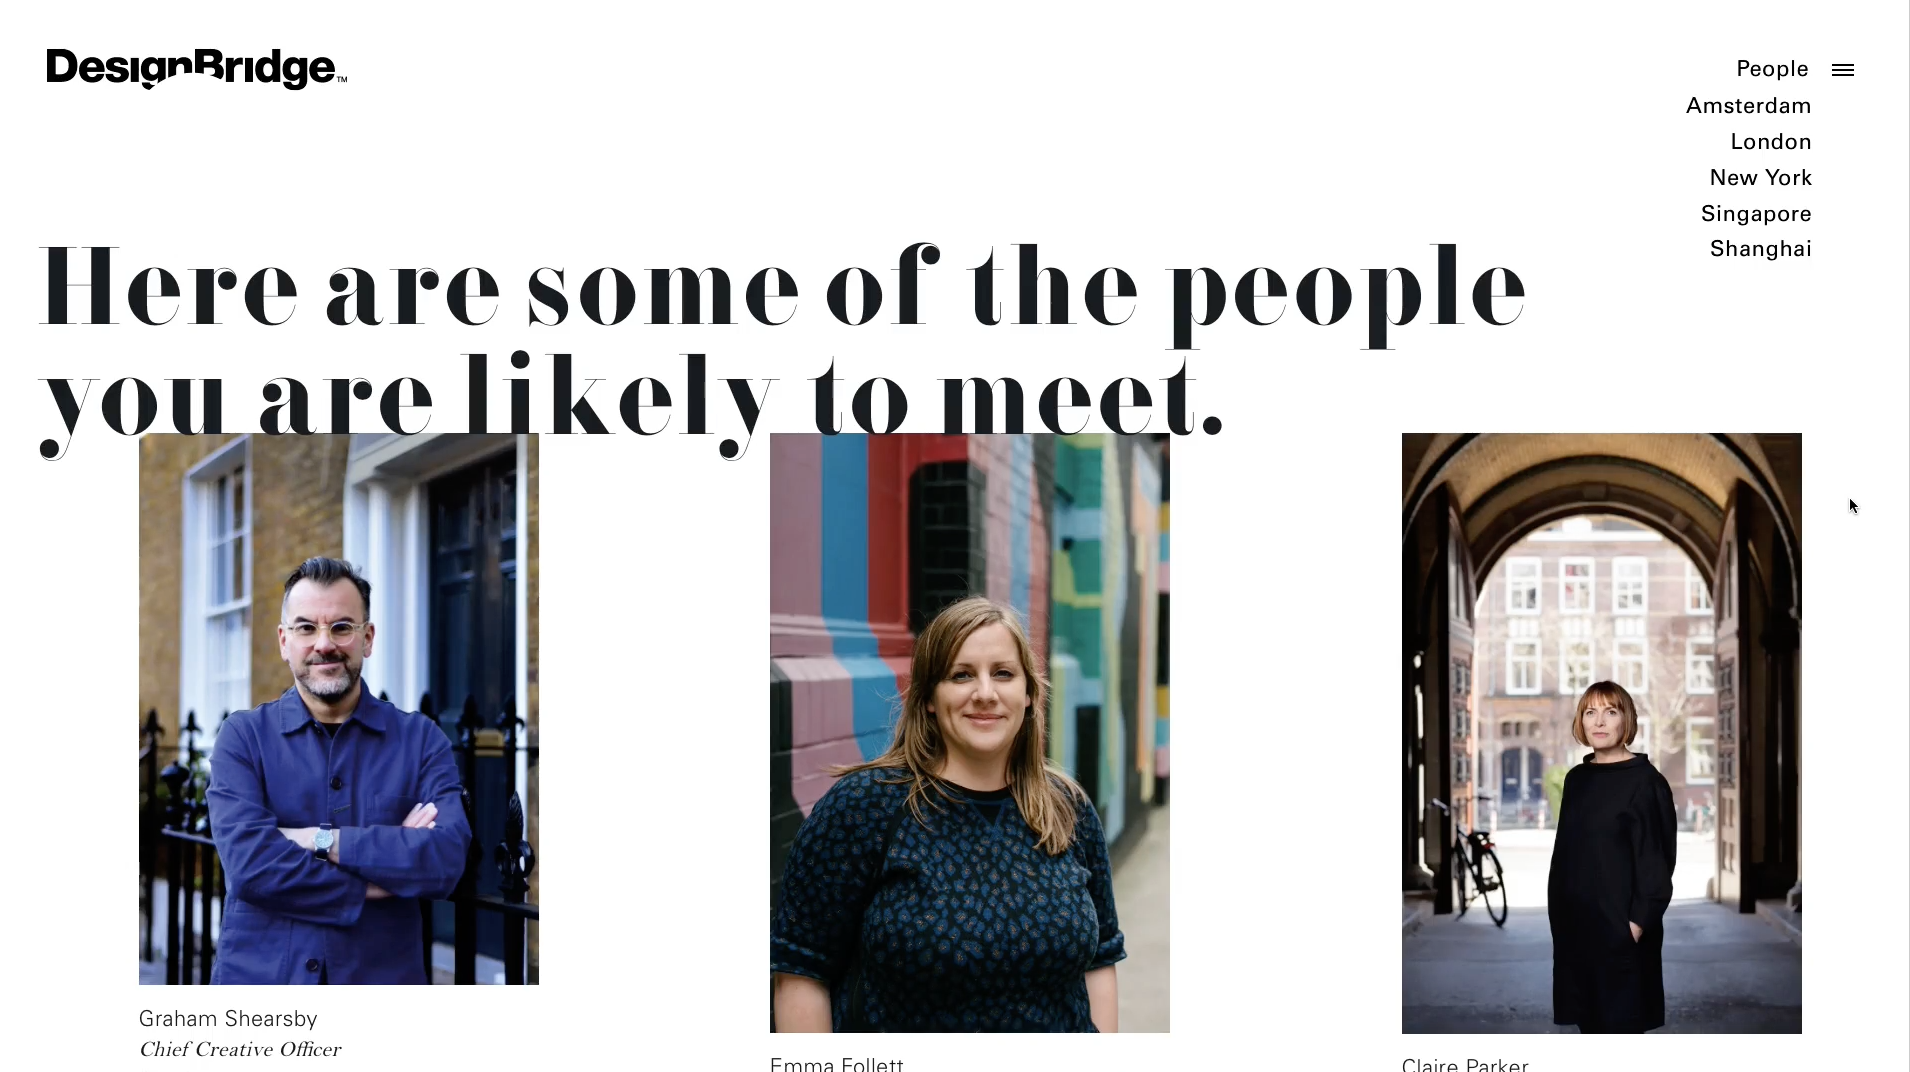 DesignBridge™
People
Amsterdam
London
New York
Singapore
Shanghai
Here are some of the people
you are likely to meet.
Graham Shearsby
Chief Creative Officer
Emma Follett
Claire Parker